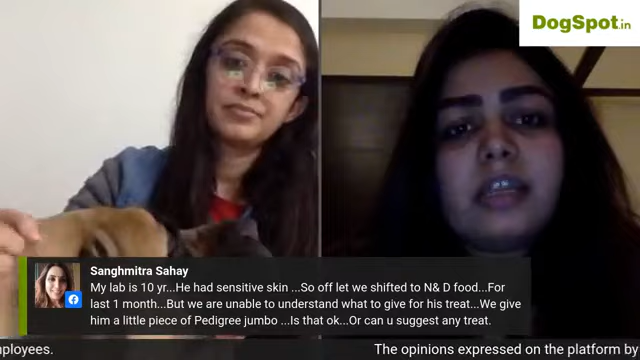 DogSpot.in
Sanghmitra Sahay
My lab is 10 yr...He had sensitive skin ...So off let we shifted to N& D food...For
last 1 month...But we are unable to understand what to give for his treat...We give
him a little piece of Pedigree jumbo ...Is that ok...Or can u suggest any treat.
nployees. The opinions expressed on the platform by